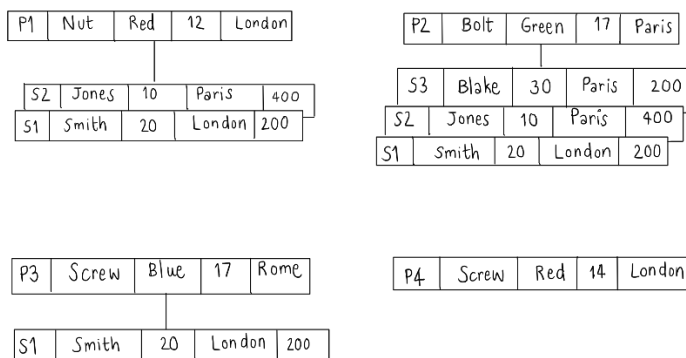 P1 Nut Red 12 London
S2 Jones 10 Paris 400
S1 Smith 20 London 200
P2 Bolt Green 17 Paris
S3 Blake 30 Paris 200
S2 Jones 10 Paris 400
S1 Smith 20 London 200
P3 Screw Blue 17 Rome
S1 Smith 20 London 200
P4 Screw Red 14 London